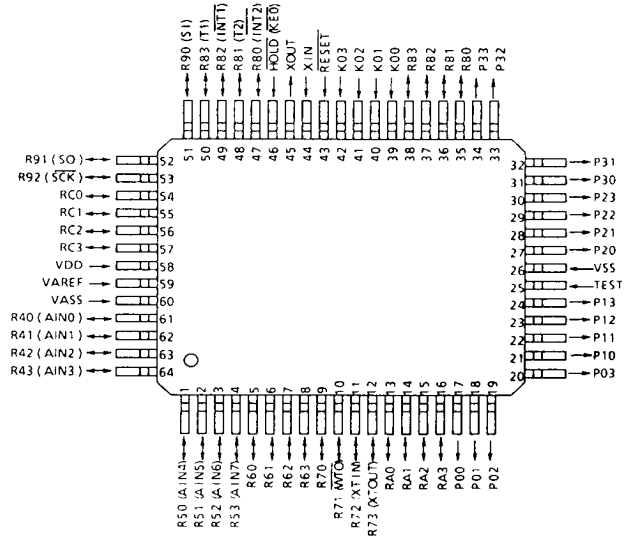 R90 (SI)
R83 (T1)
R82 (INT1)
R81 (T2)
R80 (INT2)
HOLD (KE0)
XOUT
XIN
RESET
K03
K02
K01
K00
RB3
RB2
RB1
RB0
P33
P32
51 50 49 48 47 46 45 44 43 42 41 40 39 38 37 36 35 34 33
R91 (SO) 52
R92 (SCK) 53
RC0 54
RC1 55
RC2 56
RC3 57
VDD 58
VAREF 59
VASS 60
R40 (AIN0) 61
R41 (AIN1) 62
R42 (AIN2) 63
R43 (AIN3) 64
32 P31
31 P30
30 P23
29 P22
28 P21
27 P20
26 VSS
25 TEST
24 P13
23 P12
22 P11
21 P10
20 P03
1 2 3 4 5 6 7 8 9 10 11 12 13 14 15 16 17 18 19
R50 (AIN4)
R51 (AIN5)
R52 (AIN6)
R53 (AIN7)
R60
R61
R62
R63
R70
R71 (WTO)
R72 (XTIN)
R73 (XTOUT)
RA0
RA1
RA2
RA3
P00
P01
P02